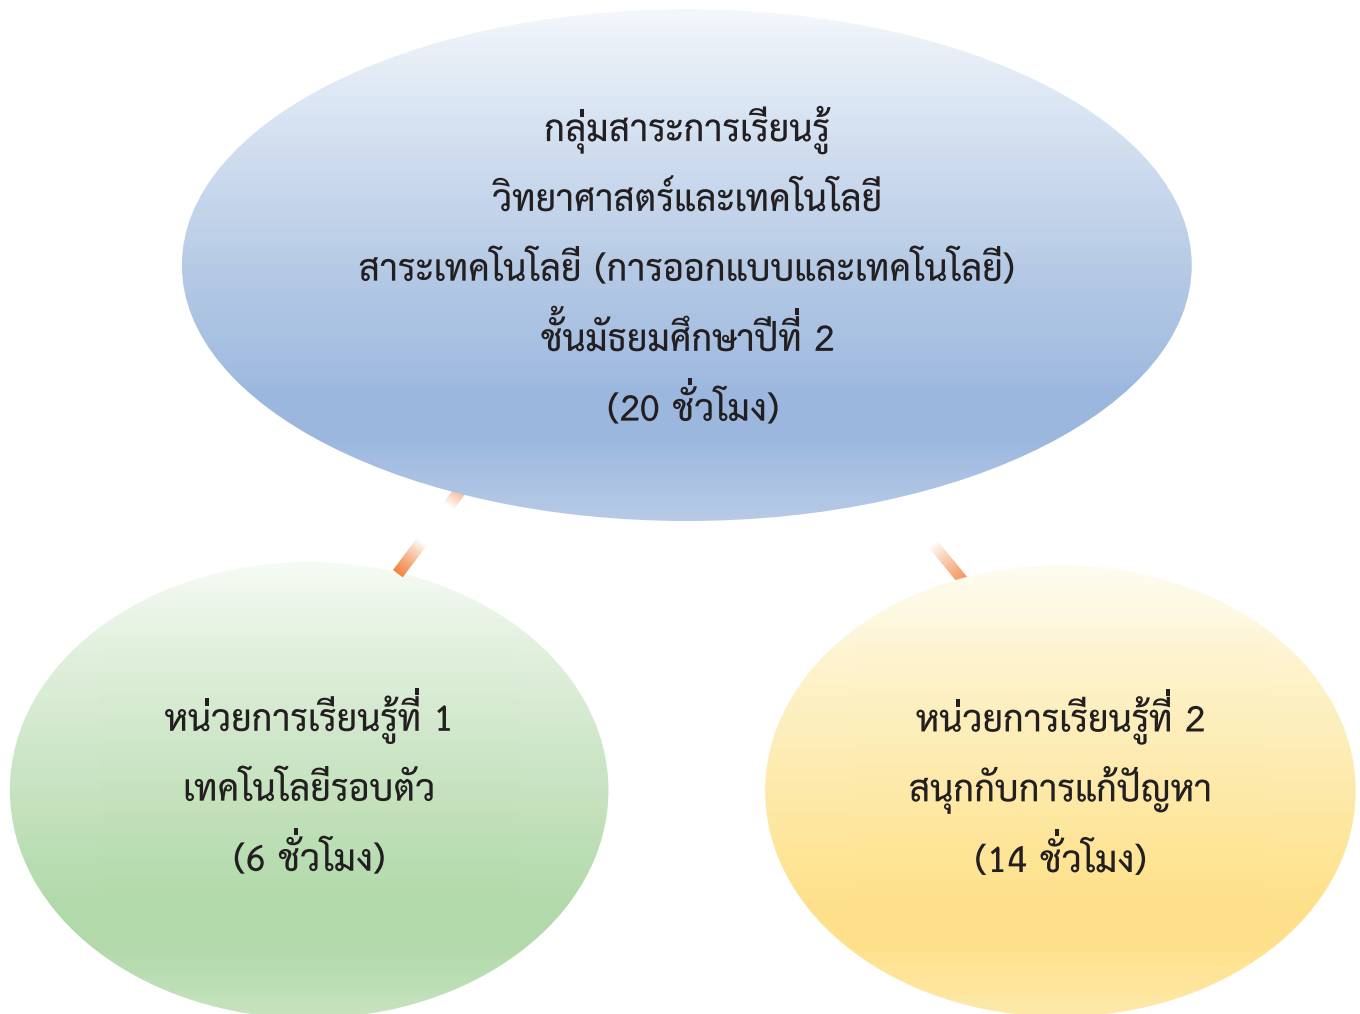 กลุ่มสาระการเรียนรู้
วิทยาศาสตร์และเทคโนโลยี
สาระเทคโนโลยี (การออกแบบและเทคโนโลยี)
ชั้นมัธยมศึกษาปีที่ 2
(20 ชั่วโมง)
หน่วยการเรียนรู้ที่ 1
เทคโนโลยีรอบตัว
(6 ชั่วโมง)
หน่วยการเรียนรู้ที่ 2
สนุกกับการแก้ปัญหา
(14 ชั่วโมง)